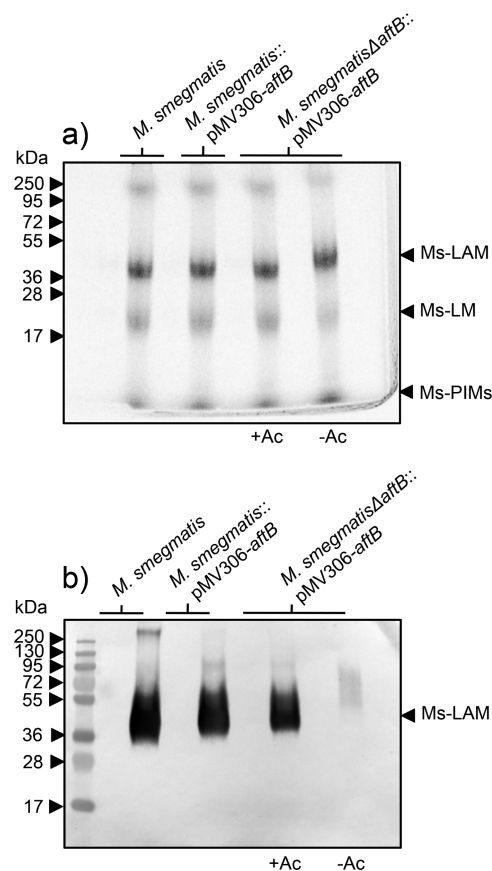 a)
M. smegmatis
M. smegmatis::
pMV306-aftB
M. smegmatisΔaftB::
pMV306-aftB
kDa
250
95
72
55
36
28
17
Ms-LAM
Ms-LM
Ms-PIMs
+Ac
-Ac
b)
M. smegmatis
M. smegmatis::
pMV306-aftB
M. smegmatisΔaftB::
pMV306-aftB
kDa
250
130
95
72
55
36
28
17
Ms-LAM
+Ac
-Ac